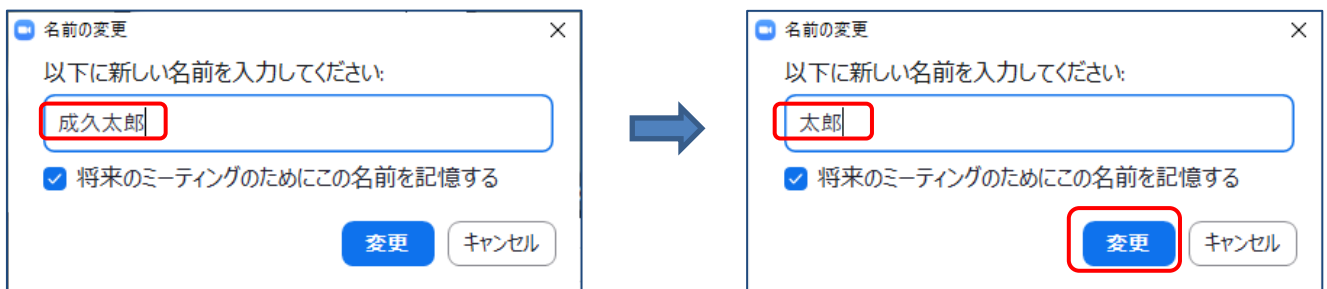 名前の変更
以下に新しい名前を入力してください:
成久太郎
将来のミーティングのためにこの名前を記憶する
変更 キャンセル
名前の変更
以下に新しい名前を入力してください:
太郎
将来のミーティングのためにこの名前を記憶する
変更 キャンセル